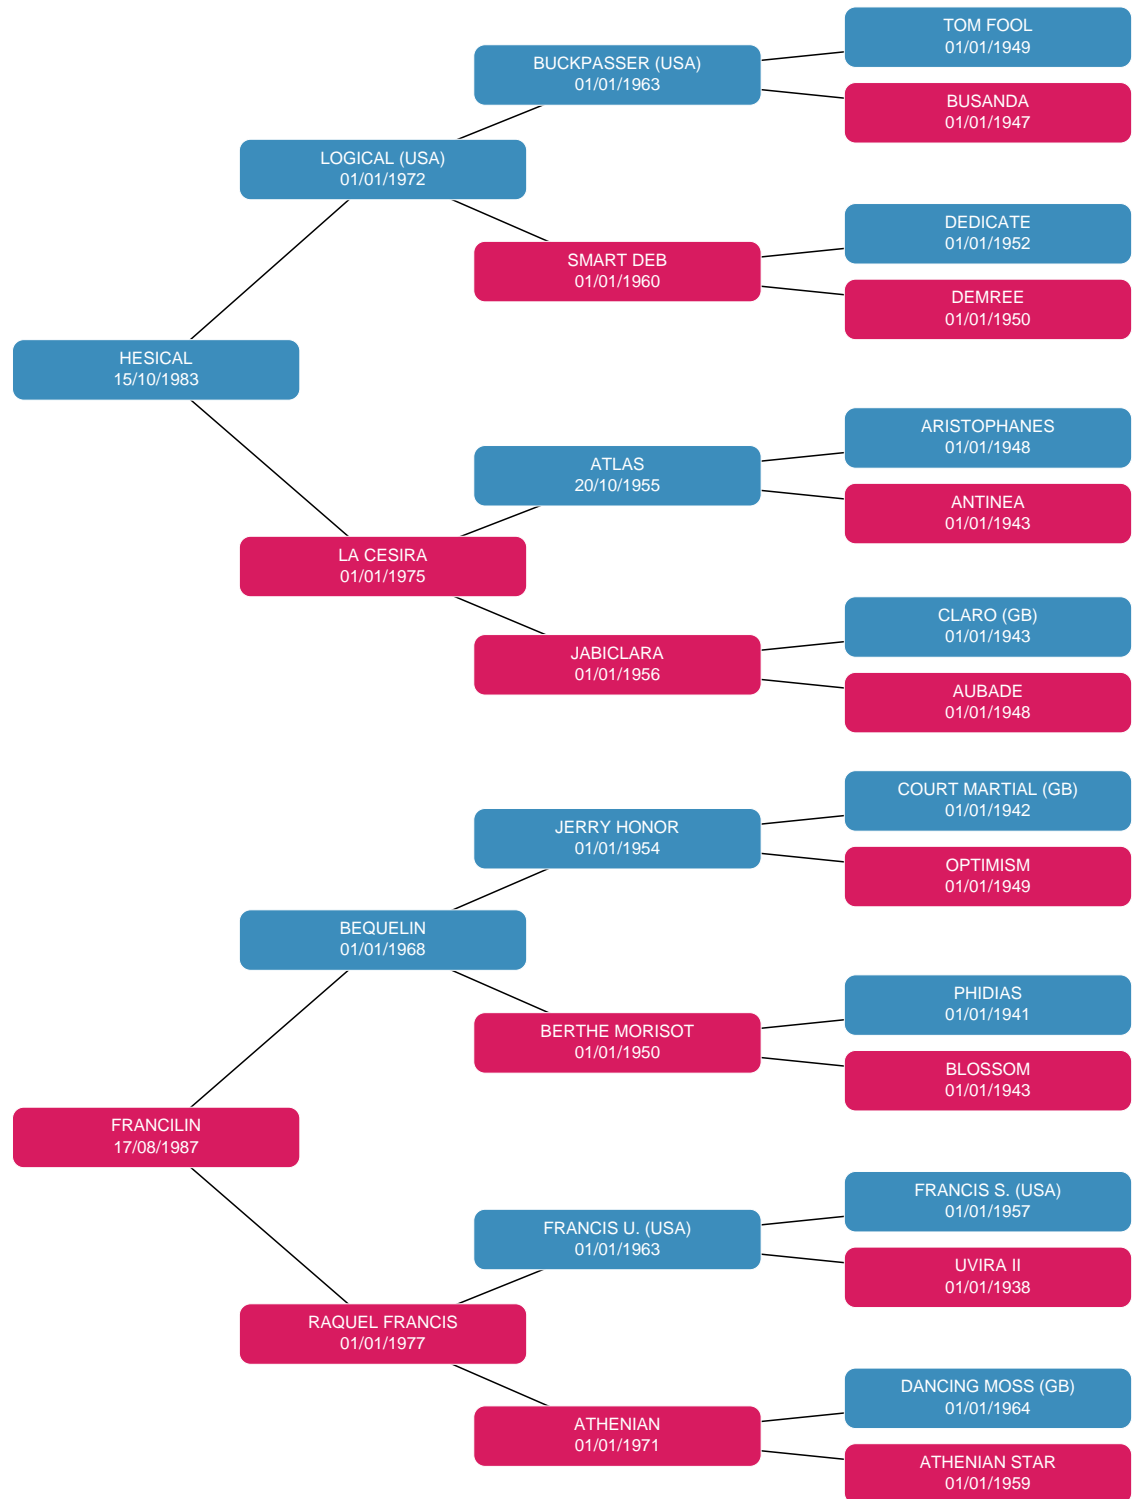 TOM FOOL
01/01/1949
BUCKPASSER (USA)
01/01/1963
BUSANDA
01/01/1947
LOGICAL (USA)
01/01/1972
DEDICATE
01/01/1952
SMART DEB
01/01/1960
DEMREE
01/01/1950
HESICAL
15/10/1983
ARISTOPHANES
01/01/1948
ATLAS
20/10/1955
ANTINEA
01/01/1943
LA CESIRA
01/01/1975
CLARO (GB)
01/01/1943
JABICLARA
01/01/1956
AUBADE
01/01/1948
COURT MARTIAL (GB)
01/01/1942
JERRY HONOR
01/01/1954
OPTIMISM
01/01/1949
BEQUELIN
01/01/1968
PHIDIAS
01/01/1941
BERTHE MORISOT
01/01/1950
BLOSSOM
01/01/1943
FRANCILIN
17/08/1987
FRANCIS S. (USA)
01/01/1957
FRANCIS U. (USA)
01/01/1963
UVIRA II
01/01/1938
RAQUEL FRANCIS
01/01/1977
DANCING MOSS (GB)
01/01/1964
ATHENIAN
01/01/1971
ATHENIAN STAR
01/01/1959